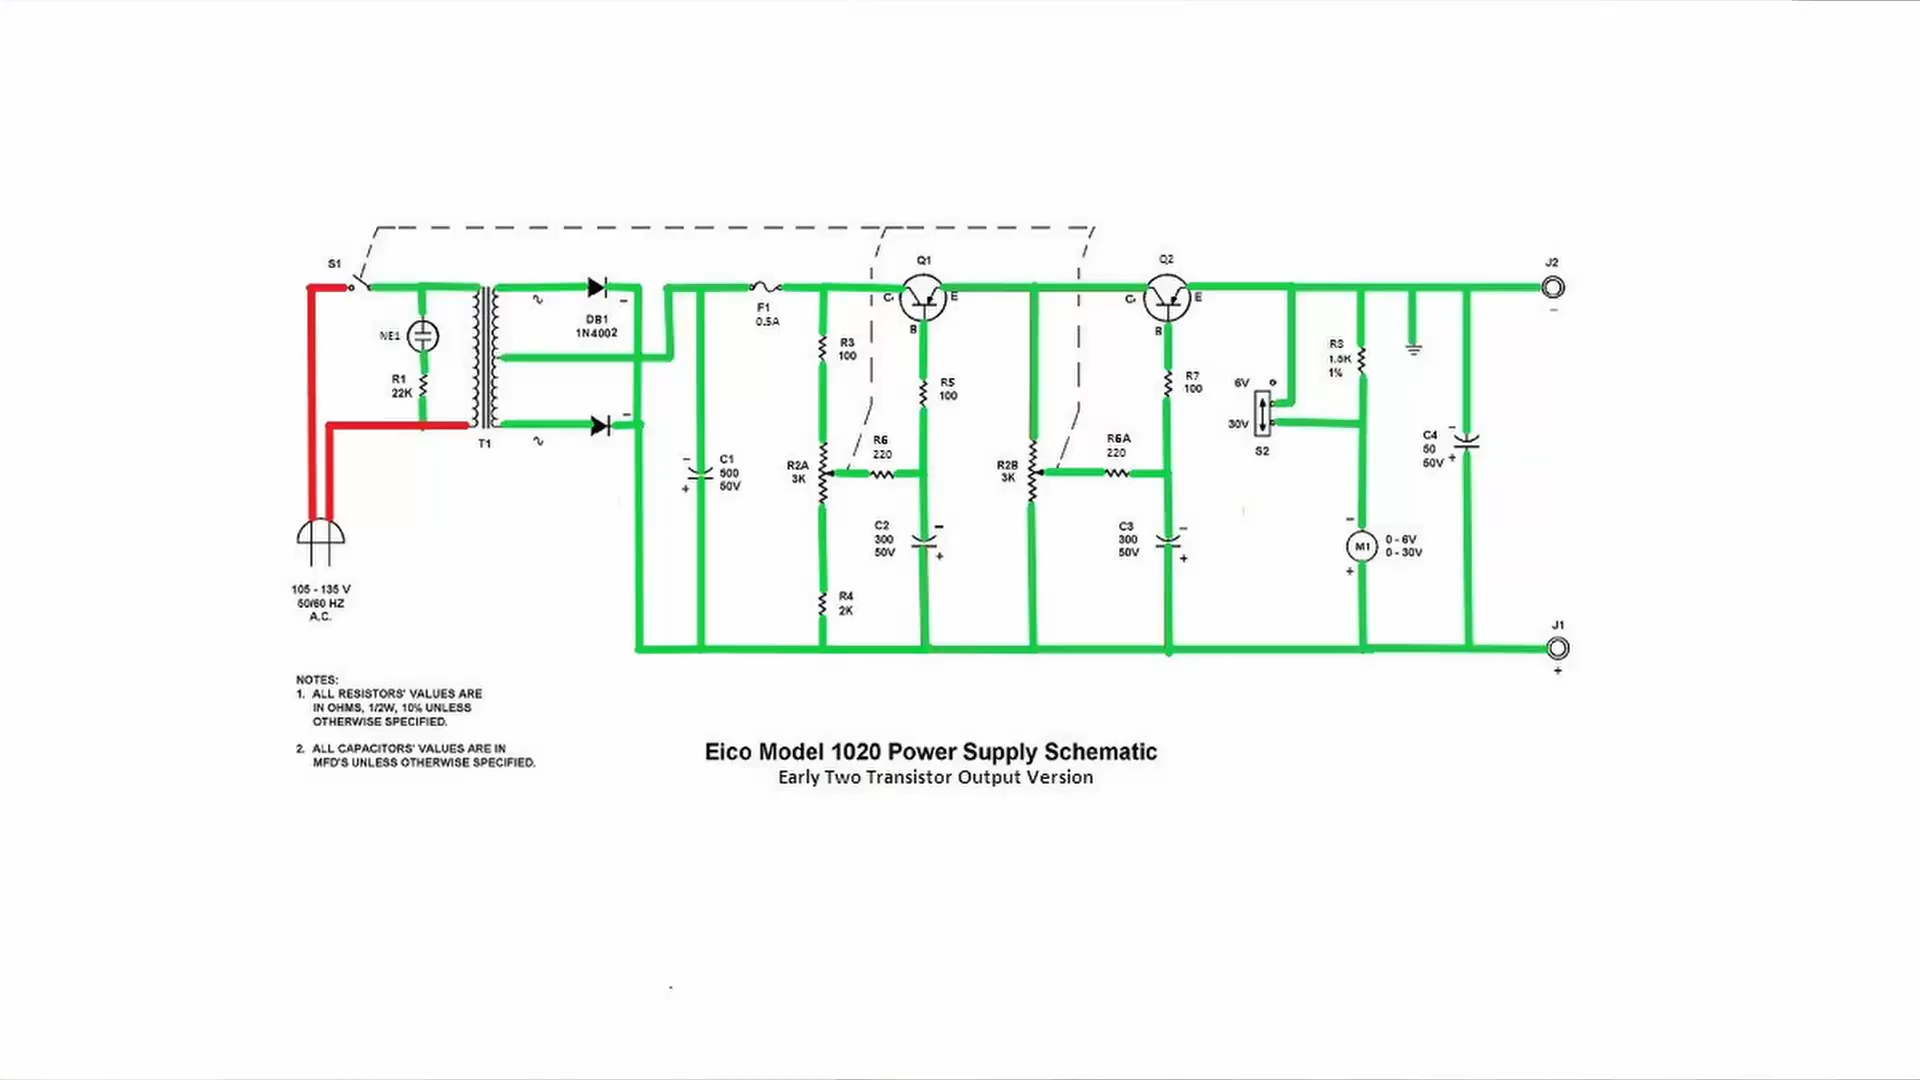 S1
Q1
Q2
J2
C
E
C
E
–
F1
0.5A
DB1
1N4002
B
B
NE1
R3
100
R3
1.5K
1%
R1
22K
R5
100
R7
100
6V
30V
S2
T1
R6
220
R6A
220
C4
50
50V
–
+
–
+
C1
500
50V
R2A
3K
R2B
3K
C2
300
50V
–
+
C3
300
50V
–
+
–
M1
+
0 - 6V
0 - 30V
R4
2K
J1
+
105 - 135 V
50/60 HZ
A.C.
NOTES:
1. ALL RESISTORS' VALUES ARE
IN OHMS, 1/2W, 10% UNLESS
OTHERWISE SPECIFIED.
2. ALL CAPACITORS' VALUES ARE IN
MFD'S UNLESS OTHERWISE SPECIFIED.
Eico Model 1020 Power Supply Schematic
Early Two Transistor Output Version